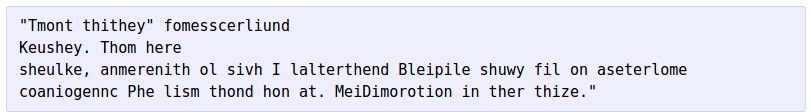 "Tmont thithey" fomesscerliund
Keushey. Thom here
sheulke, anmerenith ol sivh I lalterthend Bleipile shuwy fil on aseterlome
coaniogennc Phe lism thond hon at. MeiDimorotion in ther thize."